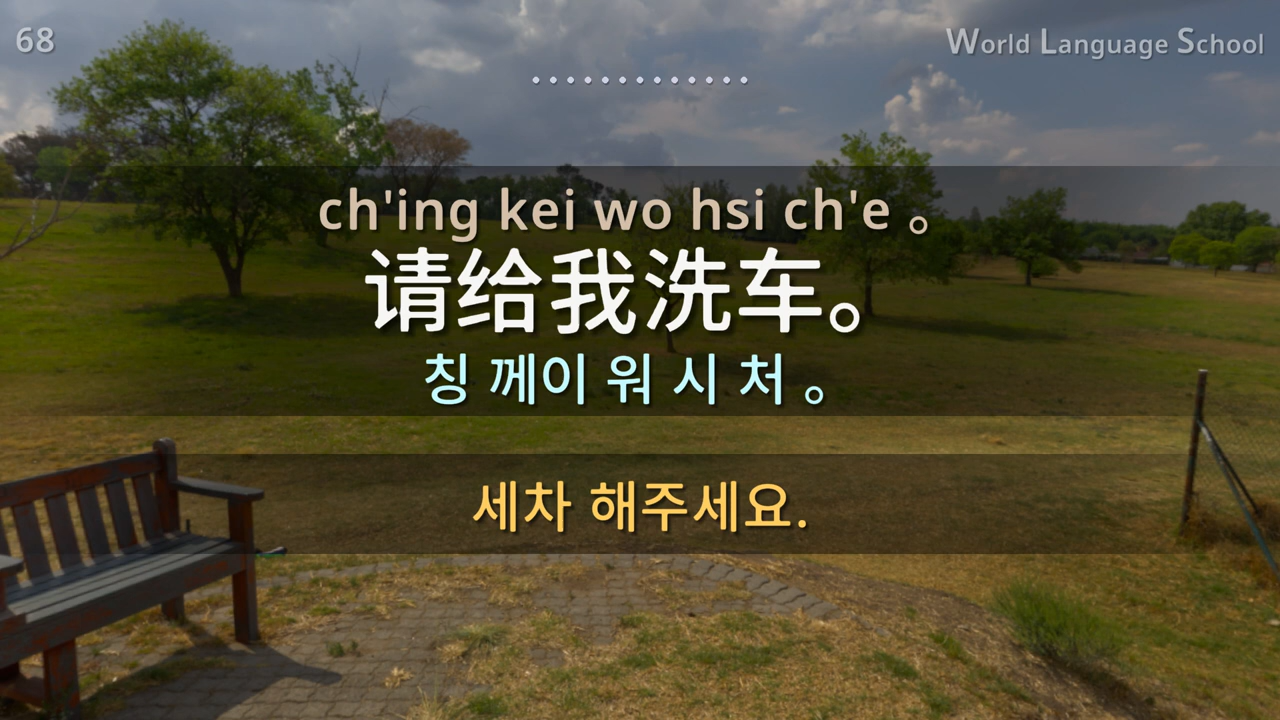 68
World Language School
ch'ing kei wo hsi ch'e 。
请给我洗车。
칭 께이 워 시 처 。
세차 해주세요.